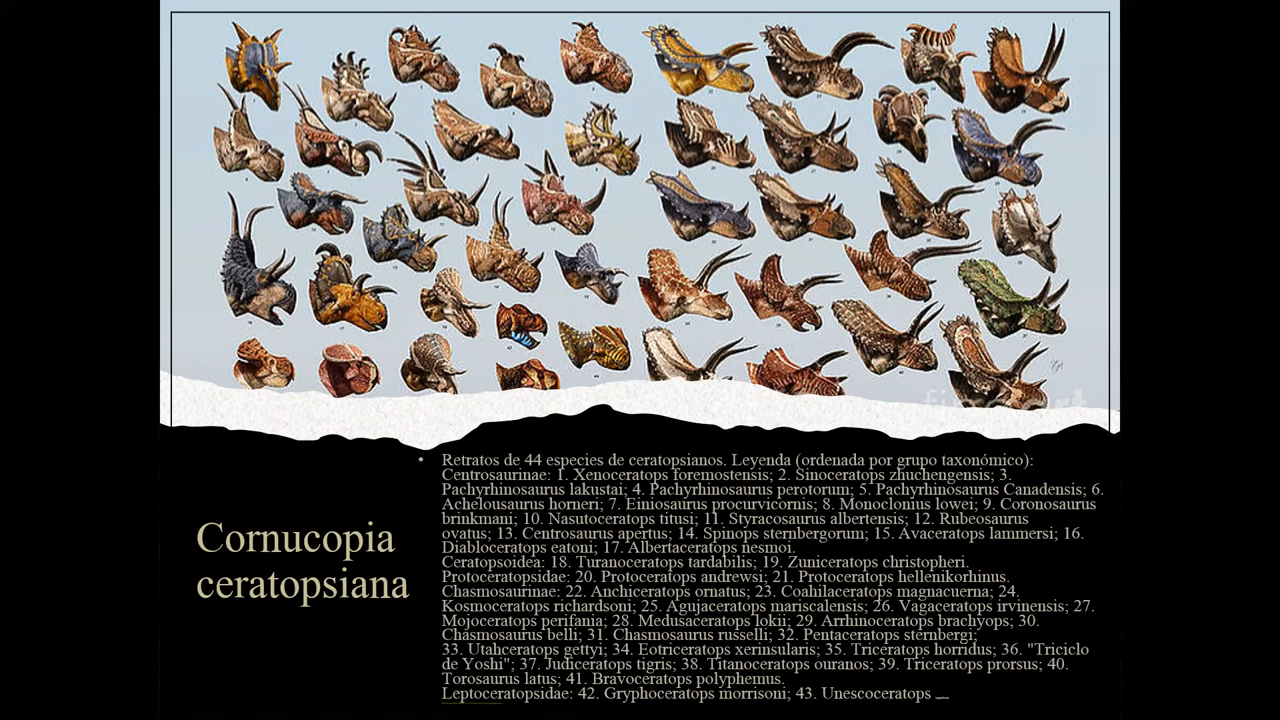 Cornucopia
ceratopsiana
Retratos de 44 especies de ceratopsianos. Leyenda (ordenada por grupo taxonómico):
Centrosaurinae: 1. Xenoceratops foremostensis; 2. Sinoceratops zhuchengensis; 3.
Pachyrhinosaurus lakustai; 4. Pachyrhinosaurus perotorum; 5. Pachyrhinosaurus Canadensis; 6.
Achelousaurus horneri; 7. Einiosaurus procurvicornis; 8. Monoclonius lowei; 9. Coronosaurus
brinkmani; 10. Nasutoceratops titusi; 11. Styracosaurus albertensis; 12. Rubeosaurus
ovatus; 13. Centrosaurus apertus; 14. Spinops sternbergorum; 15. Avaceratops lammersi; 16.
Diabloceratops eatoni; 17. Albertaceratops nesmoi.
Ceratopsoidea: 18. Turanoceratops tardabilis; 19. Zuniceratops christopheri.
Protoceratopsidae: 20. Protoceratops andrewsi; 21. Protoceratops hellenikorhinus.
Chasmosaurinae: 22. Anchiceratops ornatus; 23. Coahilaceratops magnacuerna; 24.
Kosmoceratops richardsoni; 25. Agujaceratops mariscalensis; 26. Vagaceratops irvinensis; 27.
Mojoceratops perifania; 28. Medusaceratops lokii; 29. Arrhinoceratops brachyops; 30.
Chasmosaurus belli; 31. Chasmosaurus russelli; 32. Pentaceratops sternbergi;
33. Utahceratops gettyi; 34. Eotriceratops xerinsularis; 35. Triceratops horridus; 36. "Triciclo
de Yoshi"; 37. Judiceratops tigris; 38. Titanoceratops ouranos; 39. Triceratops prorsus; 40.
Torosaurus latus; 41. Bravoceratops polyphemus.
Leptoceratopsidae: 42. Gryphoceratops morrisoni; 43. Unescoceratops